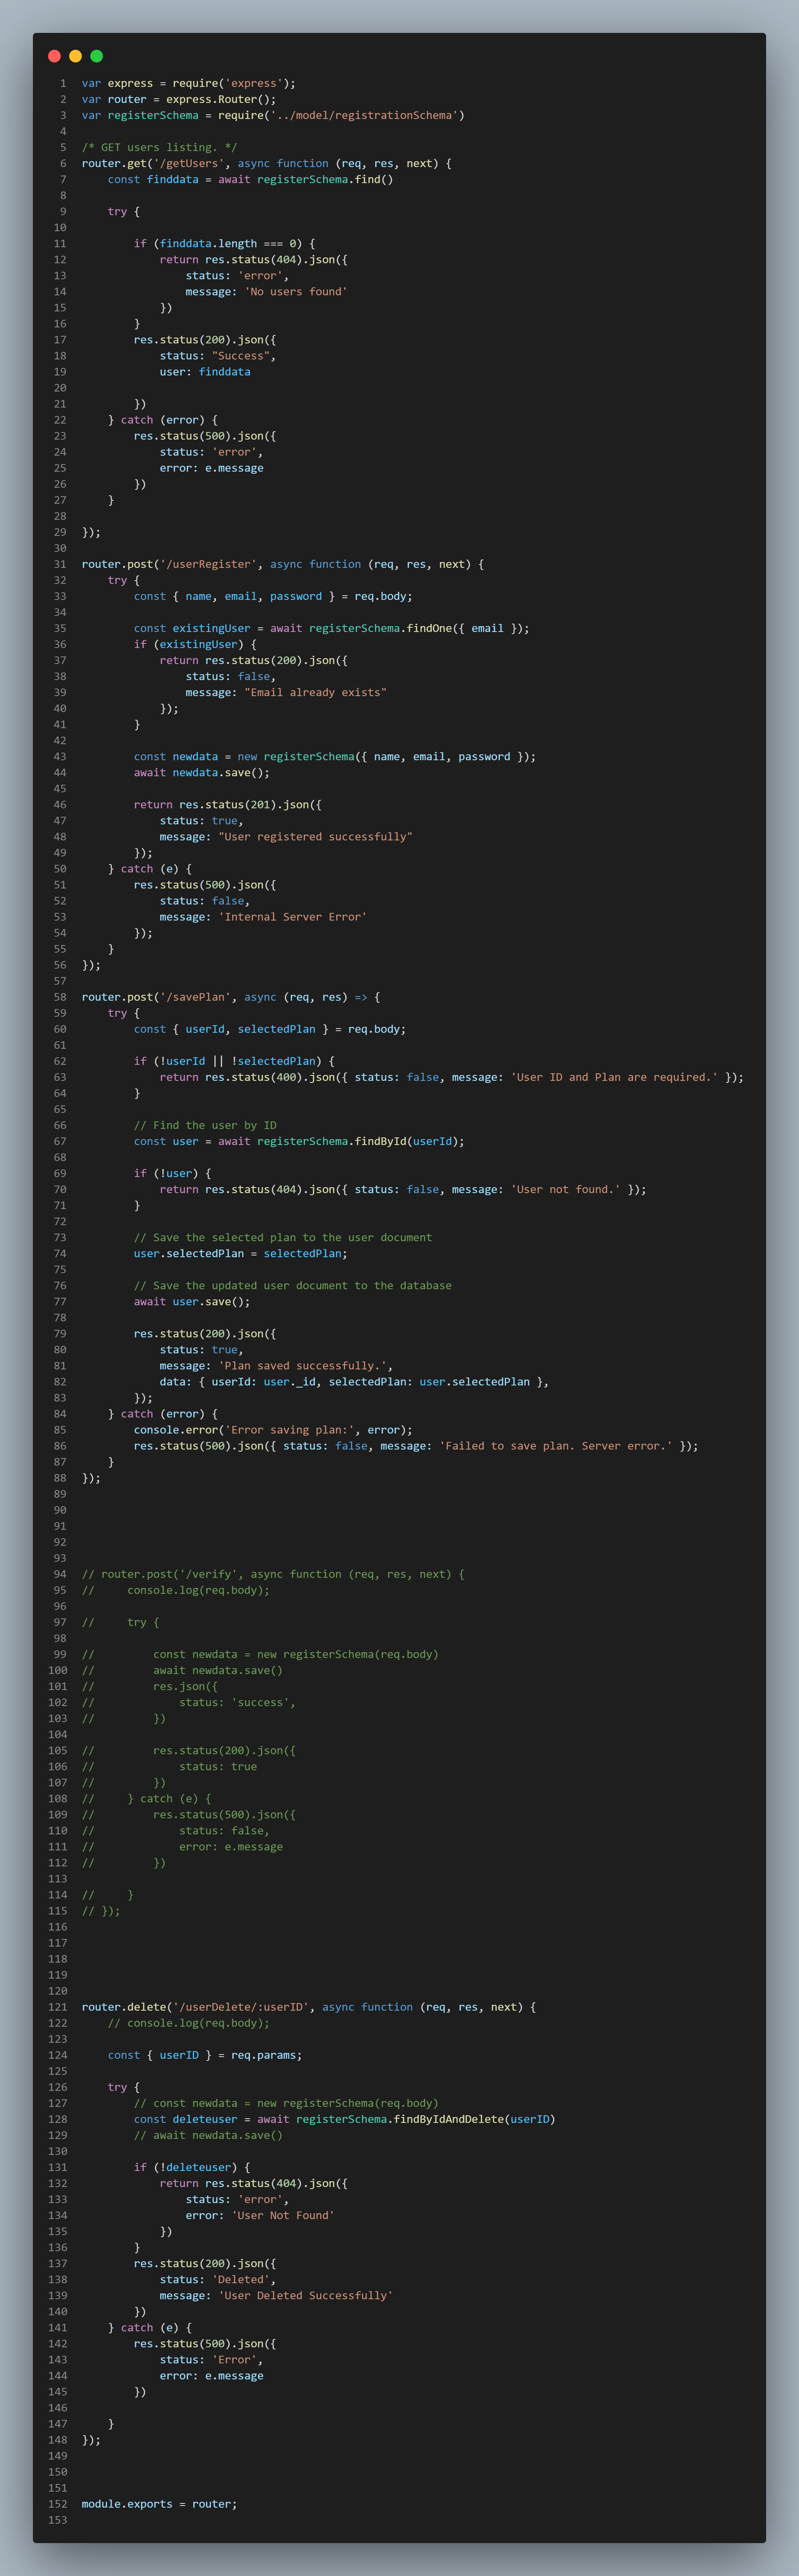 1 var express = require('express');
2 var router = express.Router();
3 var registerSchema = require('../model/registrationSchema')
4
5 /* GET users listing. */
6 router.get('/getUsers', async function (req, res, next) {
7     const finddata = await registerSchema.find()
8
9     try {
10
11         if (finddata.length === 0) {
12             return res.status(404).json({
13                 status: 'error',
14                 message: 'No users found'
15             })
16         }
17         res.status(200).json({
18             status: "Success",
19             user: finddata
20
21         })
22     } catch (error) {
23         res.status(500).json({
24             status: 'error',
25             error: e.message
26         })
27     }
28
29 });
30
31 router.post('/userRegister', async function (req, res, next) {
32     try {
33         const { name, email, password } = req.body;
34
35         const existingUser = await registerSchema.findOne({ email });
36         if (existingUser) {
37             return res.status(200).json({
38                 status: false,
39                 message: "Email already exists"
40             });
41         }
42
43         const newdata = new registerSchema({ name, email, password });
44         await newdata.save();
45
46         return res.status(201).json({
47             status: true,
48             message: "User registered successfully"
49         });
50     } catch (e) {
51         res.status(500).json({
52             status: false,
53             message: 'Internal Server Error'
54         });
55     }
56 });
57
58 router.post('/savePlan', async (req, res) => {
59     try {
60         const { userId, selectedPlan } = req.body;
61
62         if (!userId || !selectedPlan) {
63             return res.status(400).json({ status: false, message: 'User ID and Plan are required.' });
64         }
65
66         // Find the user by ID
67         const user = await registerSchema.findById(userId);
68
69         if (!user) {
70             return res.status(404).json({ status: false, message: 'User not found.' });
71         }
72
73         // Save the selected plan to the user document
74         user.selectedPlan = selectedPlan;
75
76         // Save the updated user document to the database
77         await user.save();
78
79         res.status(200).json({
80             status: true,
81             message: 'Plan saved successfully.',
82             data: { userId: user._id, selectedPlan: user.selectedPlan },
83         });
84     } catch (error) {
85         console.error('Error saving plan:', error);
86         res.status(500).json({ status: false, message: 'Failed to save plan. Server error.' });
87     }
88 });
89
90
91
92
93
94 // router.post('/verify', async function (req, res, next) {
95 //     console.log(req.body);
96
97 //     try {
98
99 //         const newdata = new registerSchema(req.body)
100 //         await newdata.save()
101 //         res.json({
102 //             status: 'success',
103 //         })
104
105 //         res.status(200).json({
106 //             status: true
107 //         })
108 //     } catch (e) {
109 //         res.status(500).json({
110 //             status: false,
111 //             error: e.message
112 //         })
113
114 //     }
115 // });
116
117
118
119
120
121 router.delete('/userDelete/:userID', async function (req, res, next) {
122     // console.log(req.body);
123
124     const { userID } = req.params;
125
126     try {
127         // const newdata = new registerSchema(req.body)
128         const deleteuser = await registerSchema.findByIdAndDelete(userID)
129         // await newdata.save()
130
131         if (!deleteuser) {
132             return res.status(404).json({
133                 status: 'error',
134                 error: 'User Not Found'
135             })
136         }
137         res.status(200).json({
138             status: 'Deleted',
139             message: 'User Deleted Successfully'
140         })
141     } catch (e) {
142         res.status(500).json({
143             status: 'Error',
144             error: e.message
145         })
146
147     }
148 });
149
150
151
152 module.exports = router;
153